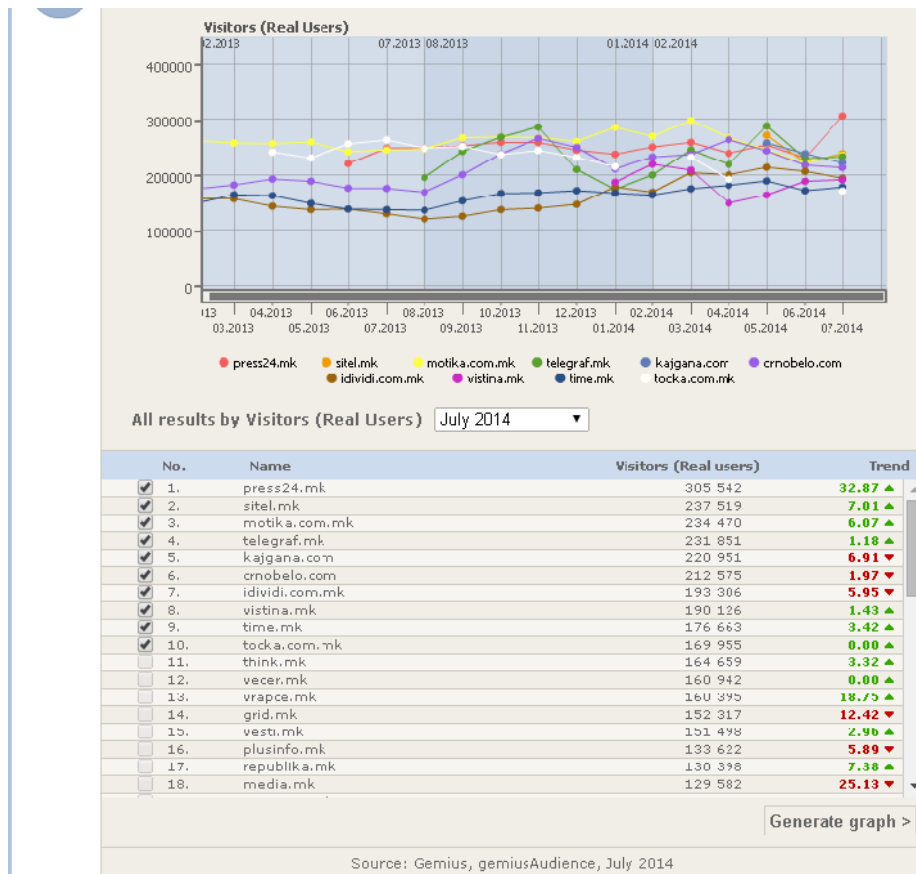 Visitors (Real Users)
02.2013 07.2013 08.2013 01.2014 02.2014
400000
300000
200000
100000
0
13 04.2013 06.2013 08.2013 10.2013 12.2013 02.2014 04.2014 06.2014
03.2013 05.2013 07.2013 09.2013 11.2013 01.2014 03.2014 05.2014 07.2014
press24.mk sitel.mk motika.com.mk telegraf.mk kajgana.com crnobelo.com
idividi.com.mk vistina.mk time.mk tocka.com.mk
All results by Visitors (Real Users) July 2014
No. Name Visitors (Real users) Trend
1. press24.mk 305 542 32.87
2. sitel.mk 237 519 7.01
3. motika.com.mk 234 470 6.07
4. telegraf.mk 231 851 1.18
5. kajgana.com 220 951 6.91
6. crnobelo.com 212 575 1.97
7. idividi.com.mk 193 306 5.95
8. vistina.mk 190 126 1.43
9. time.mk 176 663 3.42
10. tocka.com.mk 169 955 0.00
11. think.mk 164 659 3.32
12. vecer.mk 160 942 0.00
13. vrapce.mk 160 395 18.75
14. grid.mk 152 317 12.42
15. vesti.mk 151 498 2.96
16. plusinfo.mk 133 622 5.89
17. republika.mk 130 398 7.38
18. media.mk 129 582 25.13
Generate graph >
Source: Gemius, gemiusAudience, July 2014